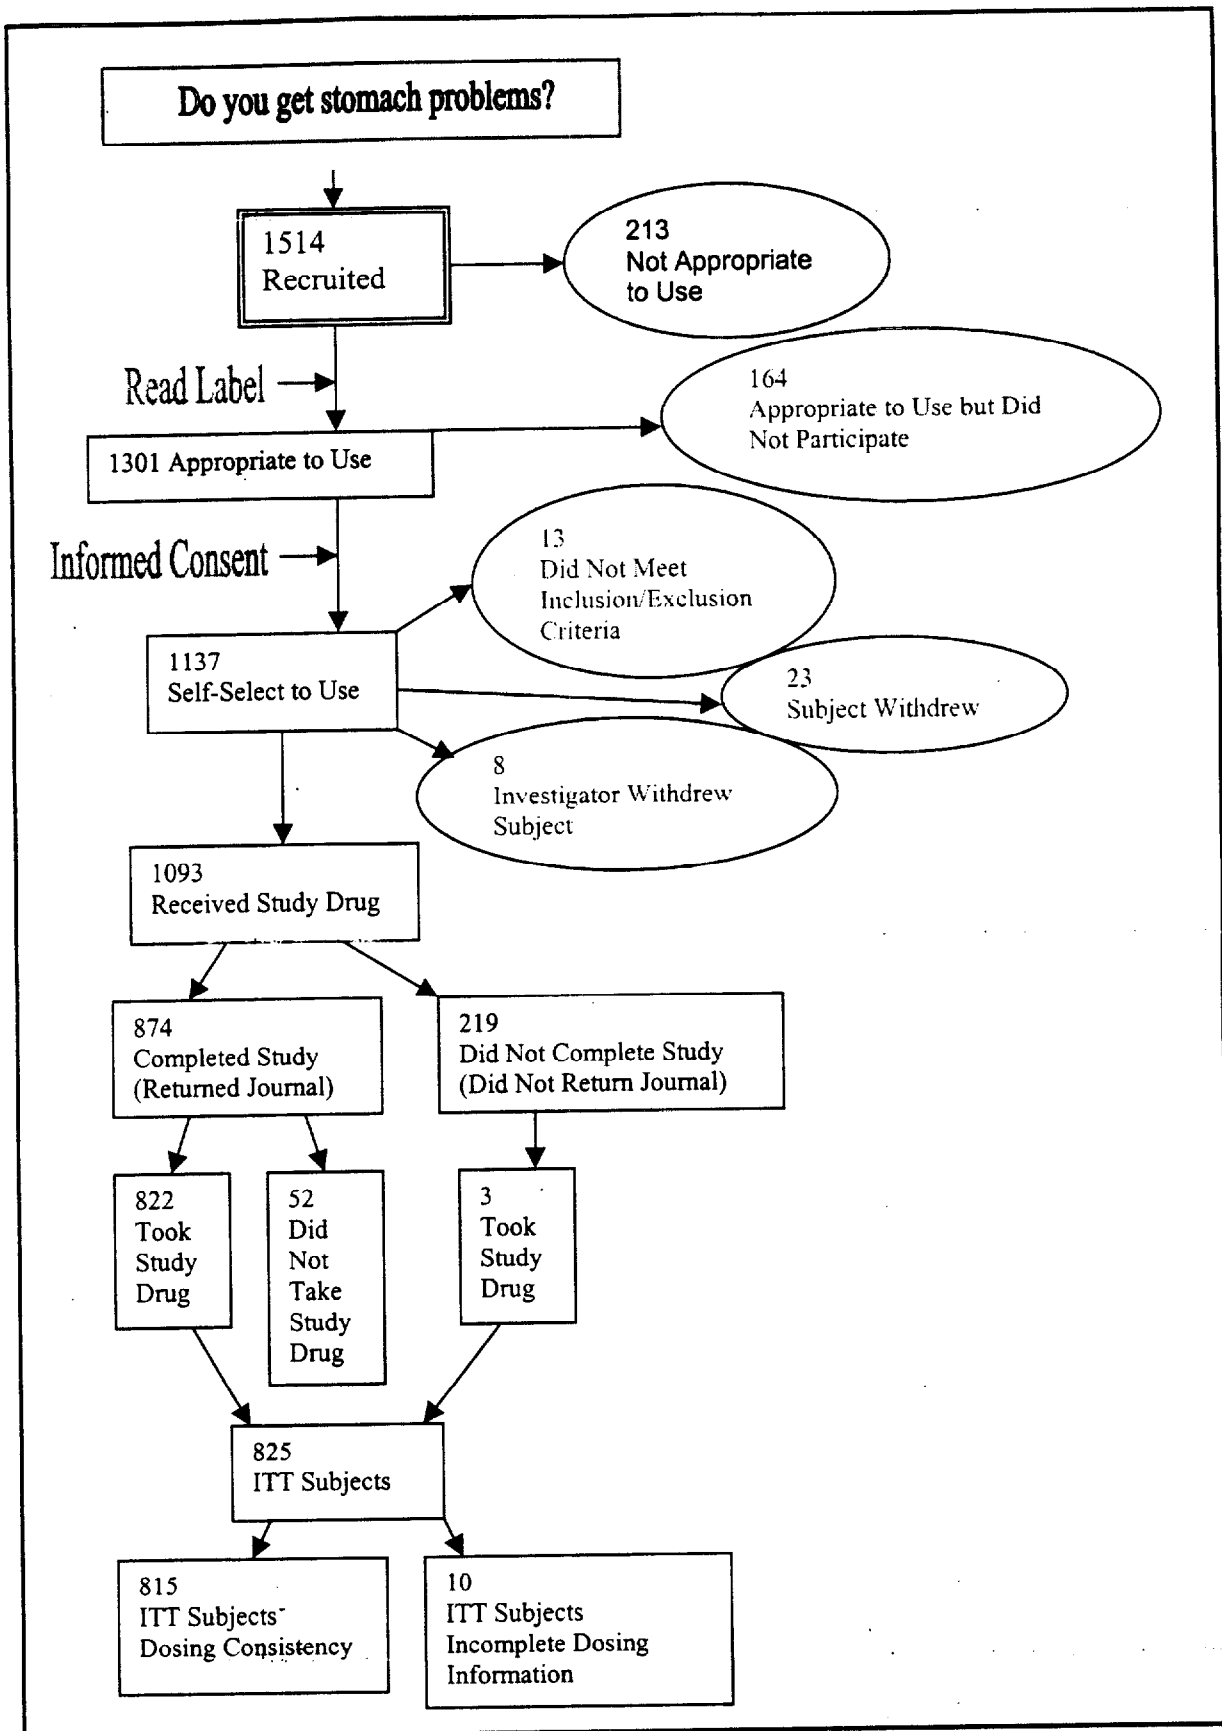 Do you get stomach problems?
1514
Recruited
213
Not Appropriate
to Use
Read Label
164
Appropriate to Use but Did
Not Participate
1301 Appropriate to Use
Informed Consent
13
Did Not Meet
Inclusion/Exclusion
Criteria
1137
Self-Select to Use
23
Subject Withdrew
8
Investigator Withdrew
Subject
1093
Received Study Drug
874
Completed Study
(Returned Journal)
219
Did Not Complete Study
(Did Not Return Journal)
822
Took
Study
Drug
52
Did
Not
Take
Study
Drug
3
Took
Study
Drug
825
ITT Subjects
815
ITT Subjects
Dosing Consistency
10
ITT Subjects
Incomplete Dosing
Information